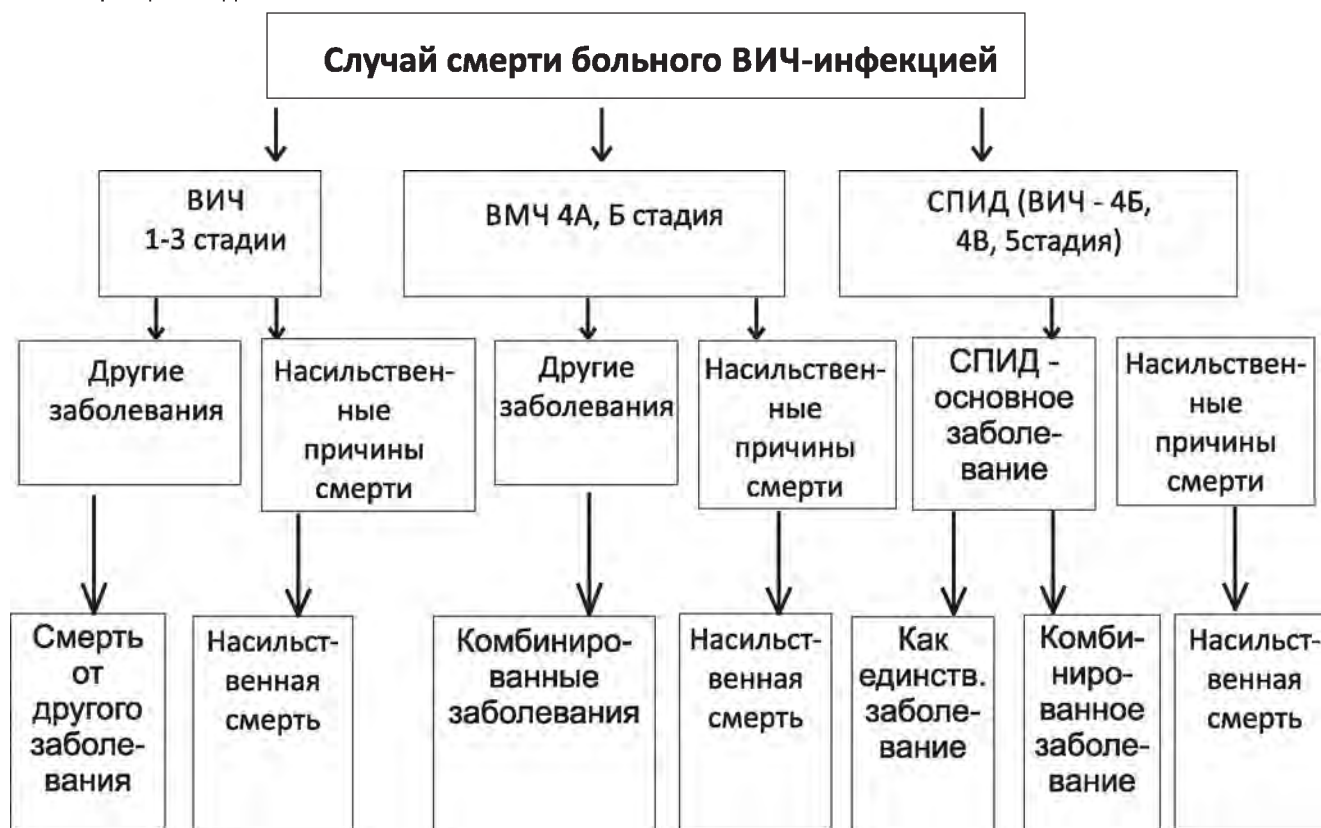 Случай смерти больного ВИЧ-инфекцией
ВИЧ
1-3 стадии
ВМЧ 4А, Б стадия
СПИД (ВИЧ - 4Б,
4В, 5стадия)
Другие
заболевания
Насильствен-
ные
причины
смерти
Другие
заболевания
Насильствен-
ные
причины
смерти
СПИД -
основное
заболе-
вание
Насильствен-
ные
причины
смерти
Смерть
от
другого
заболе-
вания
Насильст-
венная
смерть
Комбиниро-
ванные
заболевания
Насильст-
венная
смерть
Как
единств.
заболе-
вание
Комби-
ниро-
ванное
заболе-
вание
Насильст-
венная
смерть